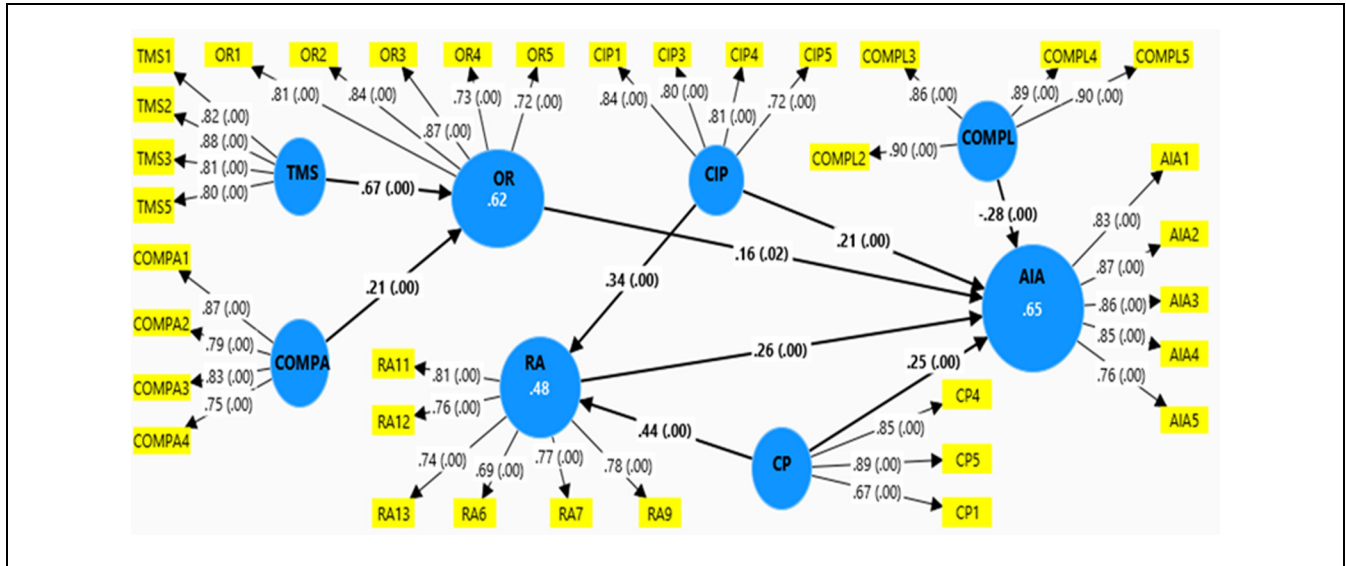 TMS1
OR1
OR2
OR3
OR4
OR5
CIP1
CIP3
CIP4
CIP5
COMPL3
COMPL4
COMPL5
.81 (.00)
.84 (.00)
.87 (.00)
.73 (.00)
.72 (.00)
.84 (.00)
.80 (.00)
.81 (.00)
.72 (.00)
.86 (.00)
.89 (.00)
.90 (.00)
TMS2
TMS3
TMS5
.82 (.00)
.88 (.00)
.81 (.00)
.80 (.00)
TMS
.67 (.00)
OR
.62
CIP
COMPL
COMPL2
.90 (.00)
-.28 (.00)
COMPA1
COMPA2
COMPA3
COMPA4
.87 (.00)
.79 (.00)
.83 (.00)
.75 (.00)
COMPA
.21 (.00)
.16 (.02)
.21 (.00)
.34 (.00)
AIA
.65
AIA1
AIA2
AIA3
AIA4
AIA5
.83 (.00)
.87 (.00)
.86 (.00)
.85 (.00)
.76 (.00)
RA
.48
.26 (.00)
.25 (.00)
.44 (.00)
RA11
RA12
RA13
RA6
RA7
RA9
.81 (.00)
.76 (.00)
.74 (.00)
.69 (.00)
.77 (.00)
.78 (.00)
CP
CP4
CP5
CP1
.85 (.00)
.89 (.00)
.67 (.00)